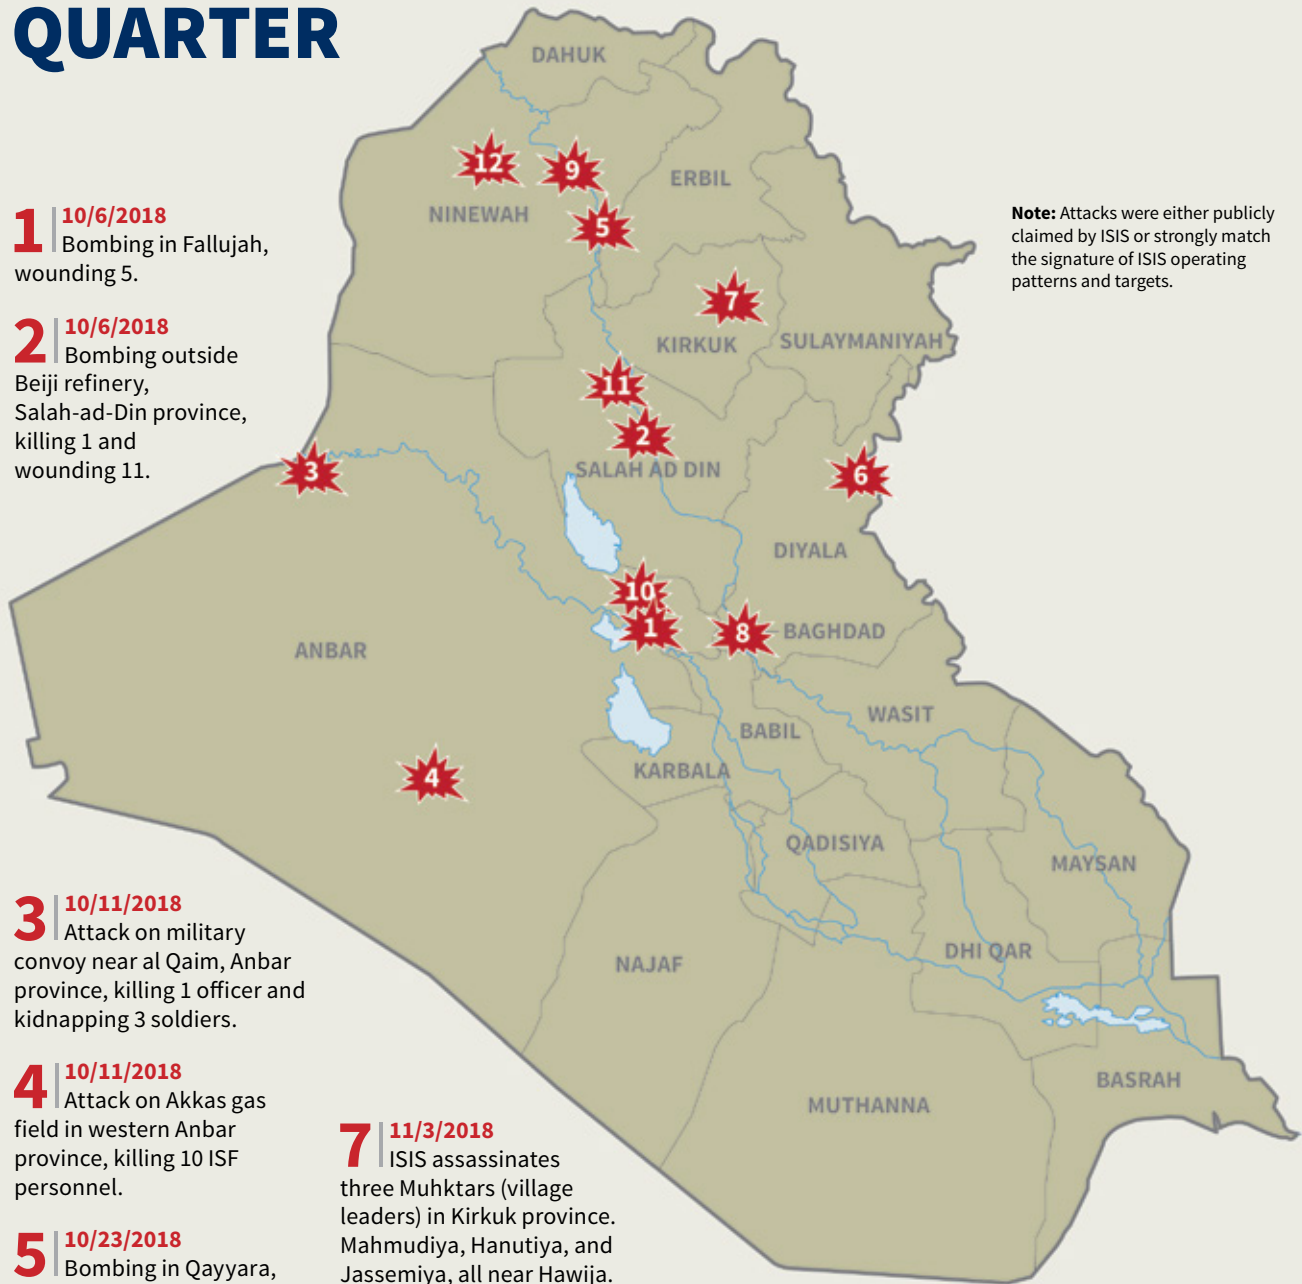 QUARTER
1 10/6/2018
Bombing in Fallujah,
wounding 5.
2 10/6/2018
Bombing outside
Beiji refinery,
Salah-ad-Din province,
killing 1 and
wounding 11.
3 10/11/2018
Attack on military
convoy near al Qaim, Anbar
province, killing 1 officer and
kidnapping 3 soldiers.
4 10/11/2018
Attack on Akkas gas
field in western Anbar
province, killing 10 ISF
personnel.
5 10/23/2018
Bombing in Qayyara,
7 11/3/2018
ISIS assassinates
three Muhktars (village
leaders) in Kirkuk province.
Mahmudiya, Hanutiya, and
Jassemiya, all near Hawija.
Note: Attacks were either publicly
claimed by ISIS or strongly match
the signature of ISIS operating
patterns and targets.
DAHUK
12
9
ERBIL
NINEWAH
5
7
KIRKUK
SULAYMANIYAH
11
2
SALAH AD DIN
3
6
DIYALA
10
1
8
BAGHDAD
ANBAR
WASIT
BABIL
KARBALA
4
QADISIYA
MAYSAN
DHI QAR
NAJAF
BASRAH
MUTHANNA